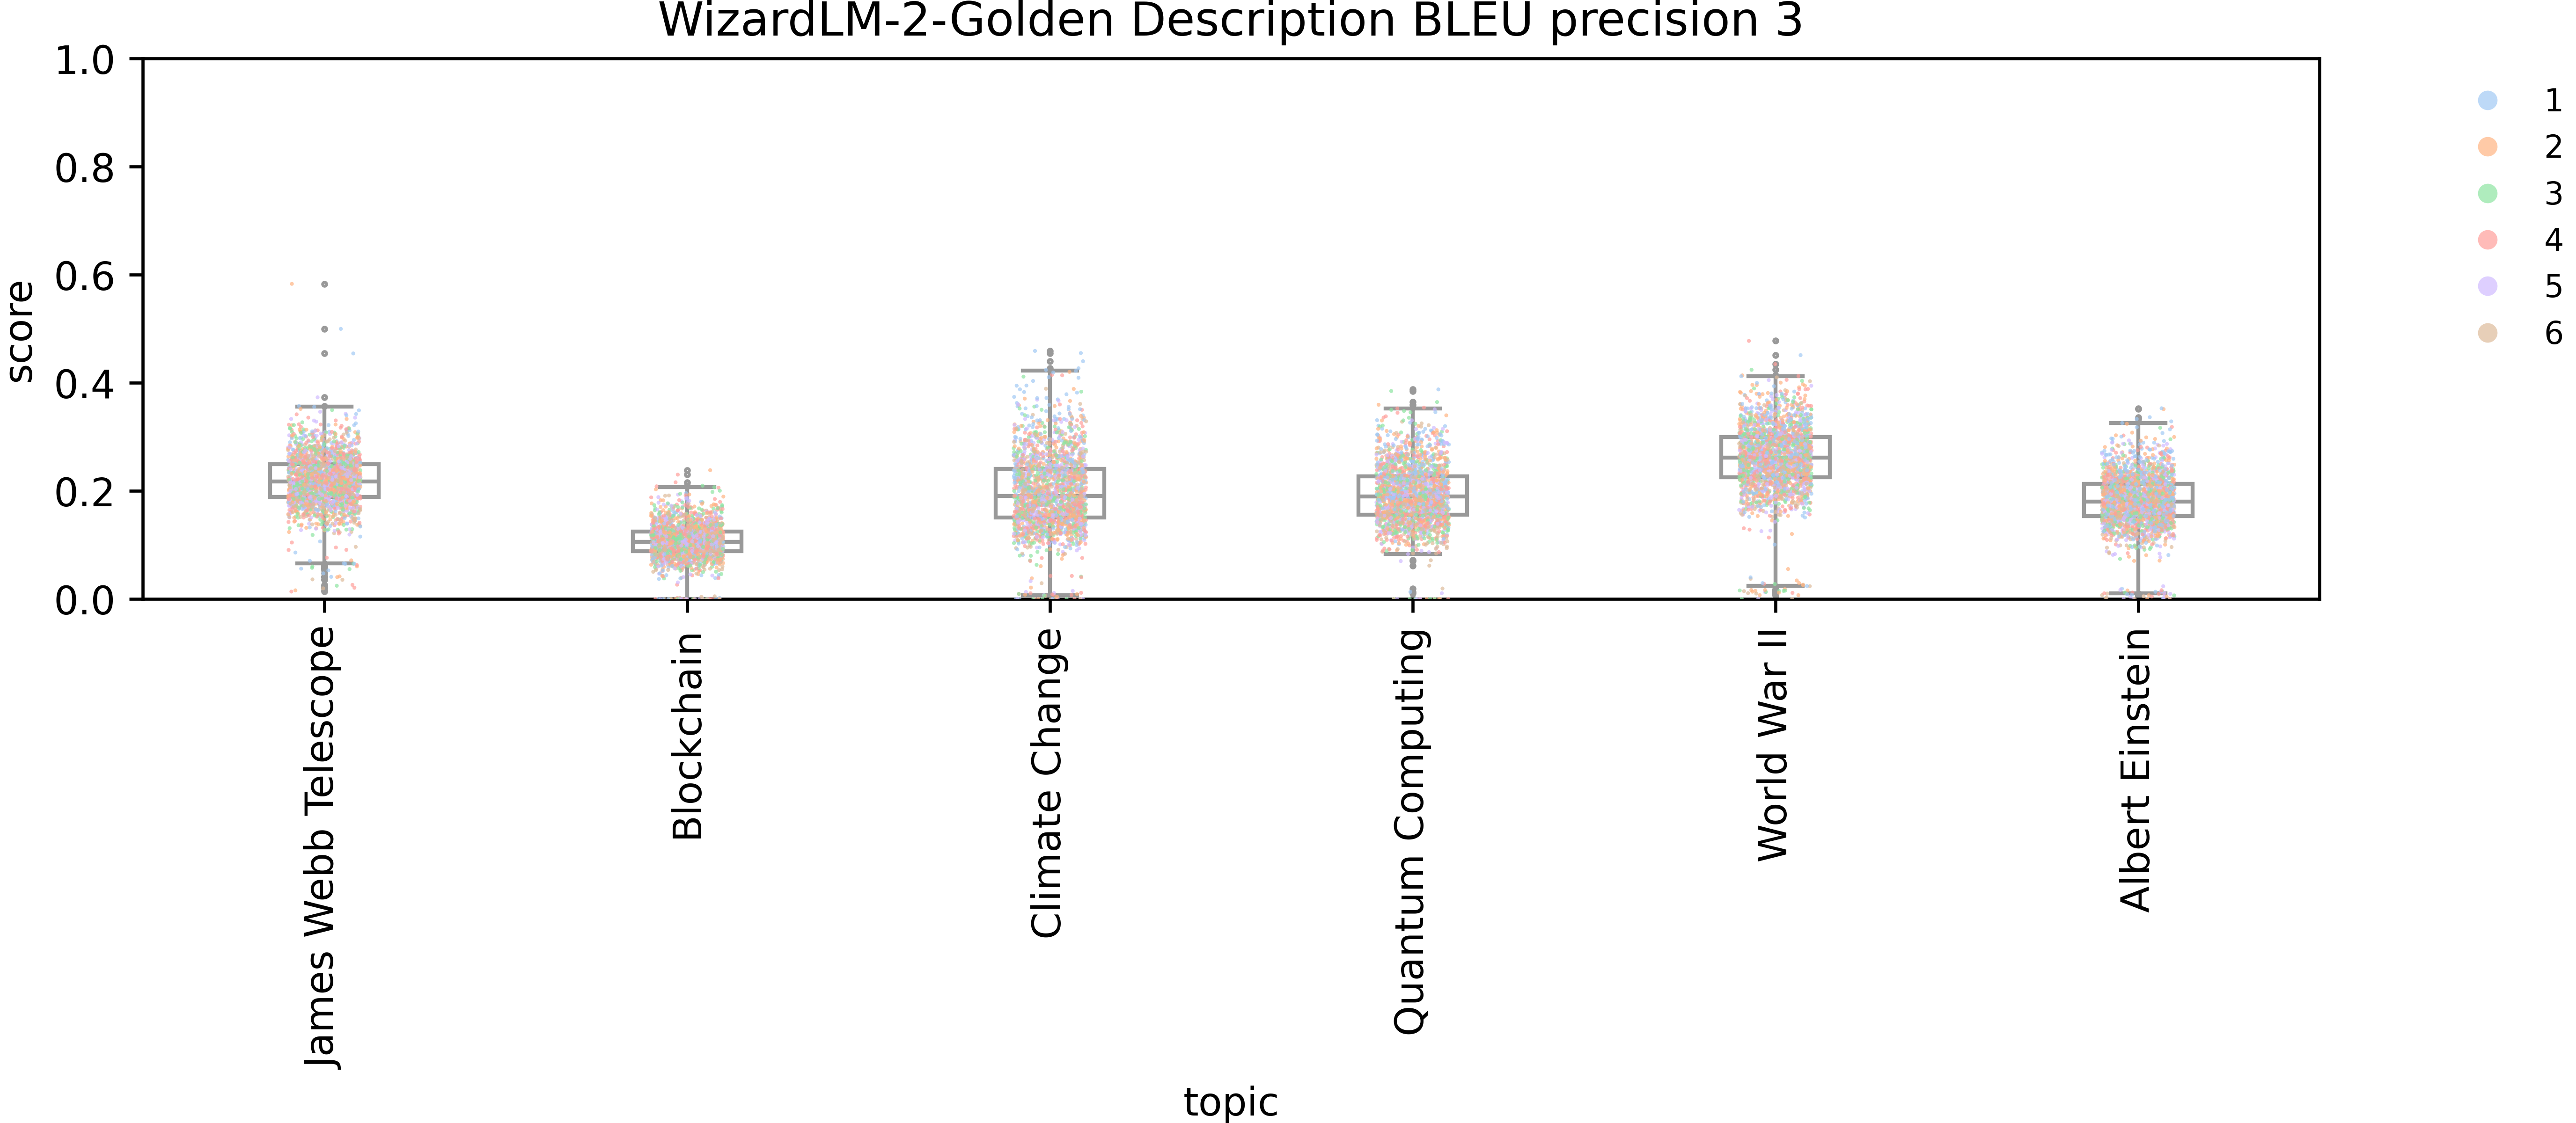 WizardLM-2-Golden Description BLEU precision 3
score
1.0
0.8
0.6
0.4
0.2
0.0
James Webb Telescope
Blockchain
Climate Change
Quantum Computing
World War II
Albert Einstein
topic
1
2
3
4
5
6